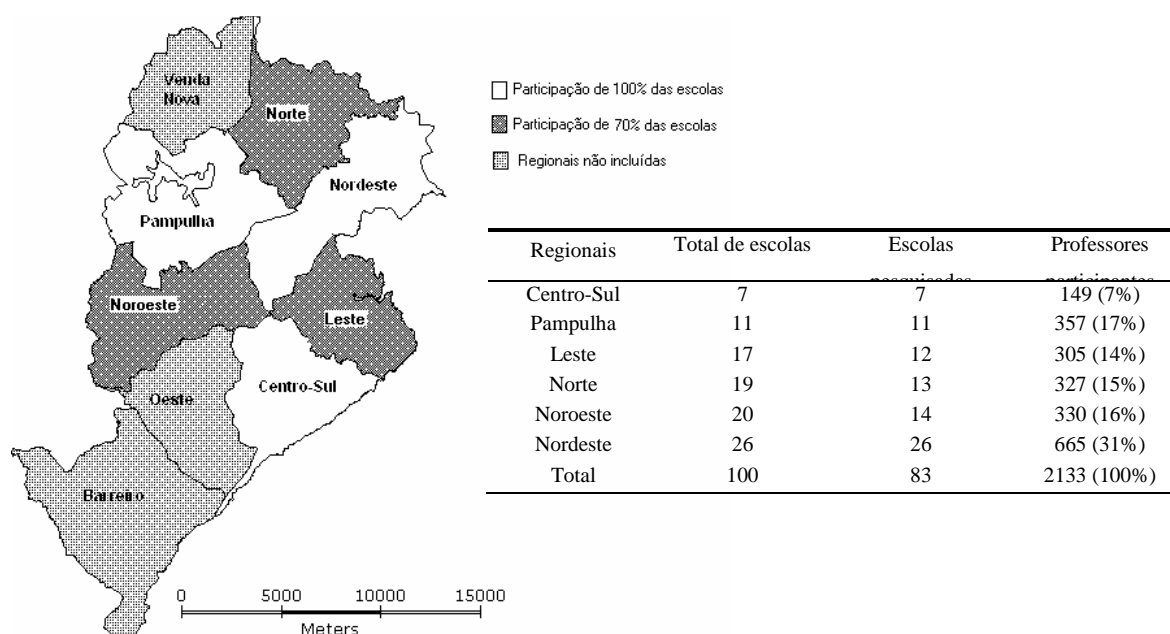 Venda
Nova
Norte
Nordeste
Pampulha
Noroeste
Leste
Centro-Sul
Oeste
Barreiro
0 5000 10000 15000
Meters
Participação de 100% das escolas
Participação de 70% das escolas
Regionais não incluídas
Regionais Total de escolas Escolas Professores
pesquisadas participantes
Centro-Sul 7 7 149 (7%)
Pampulha 11 11 357 (17%)
Leste 17 12 305 (14%)
Norte 19 13 327 (15%)
Noroeste 20 14 330 (16%)
Nordeste 26 26 665 (31%)
Total 100 83 2133 (100%)